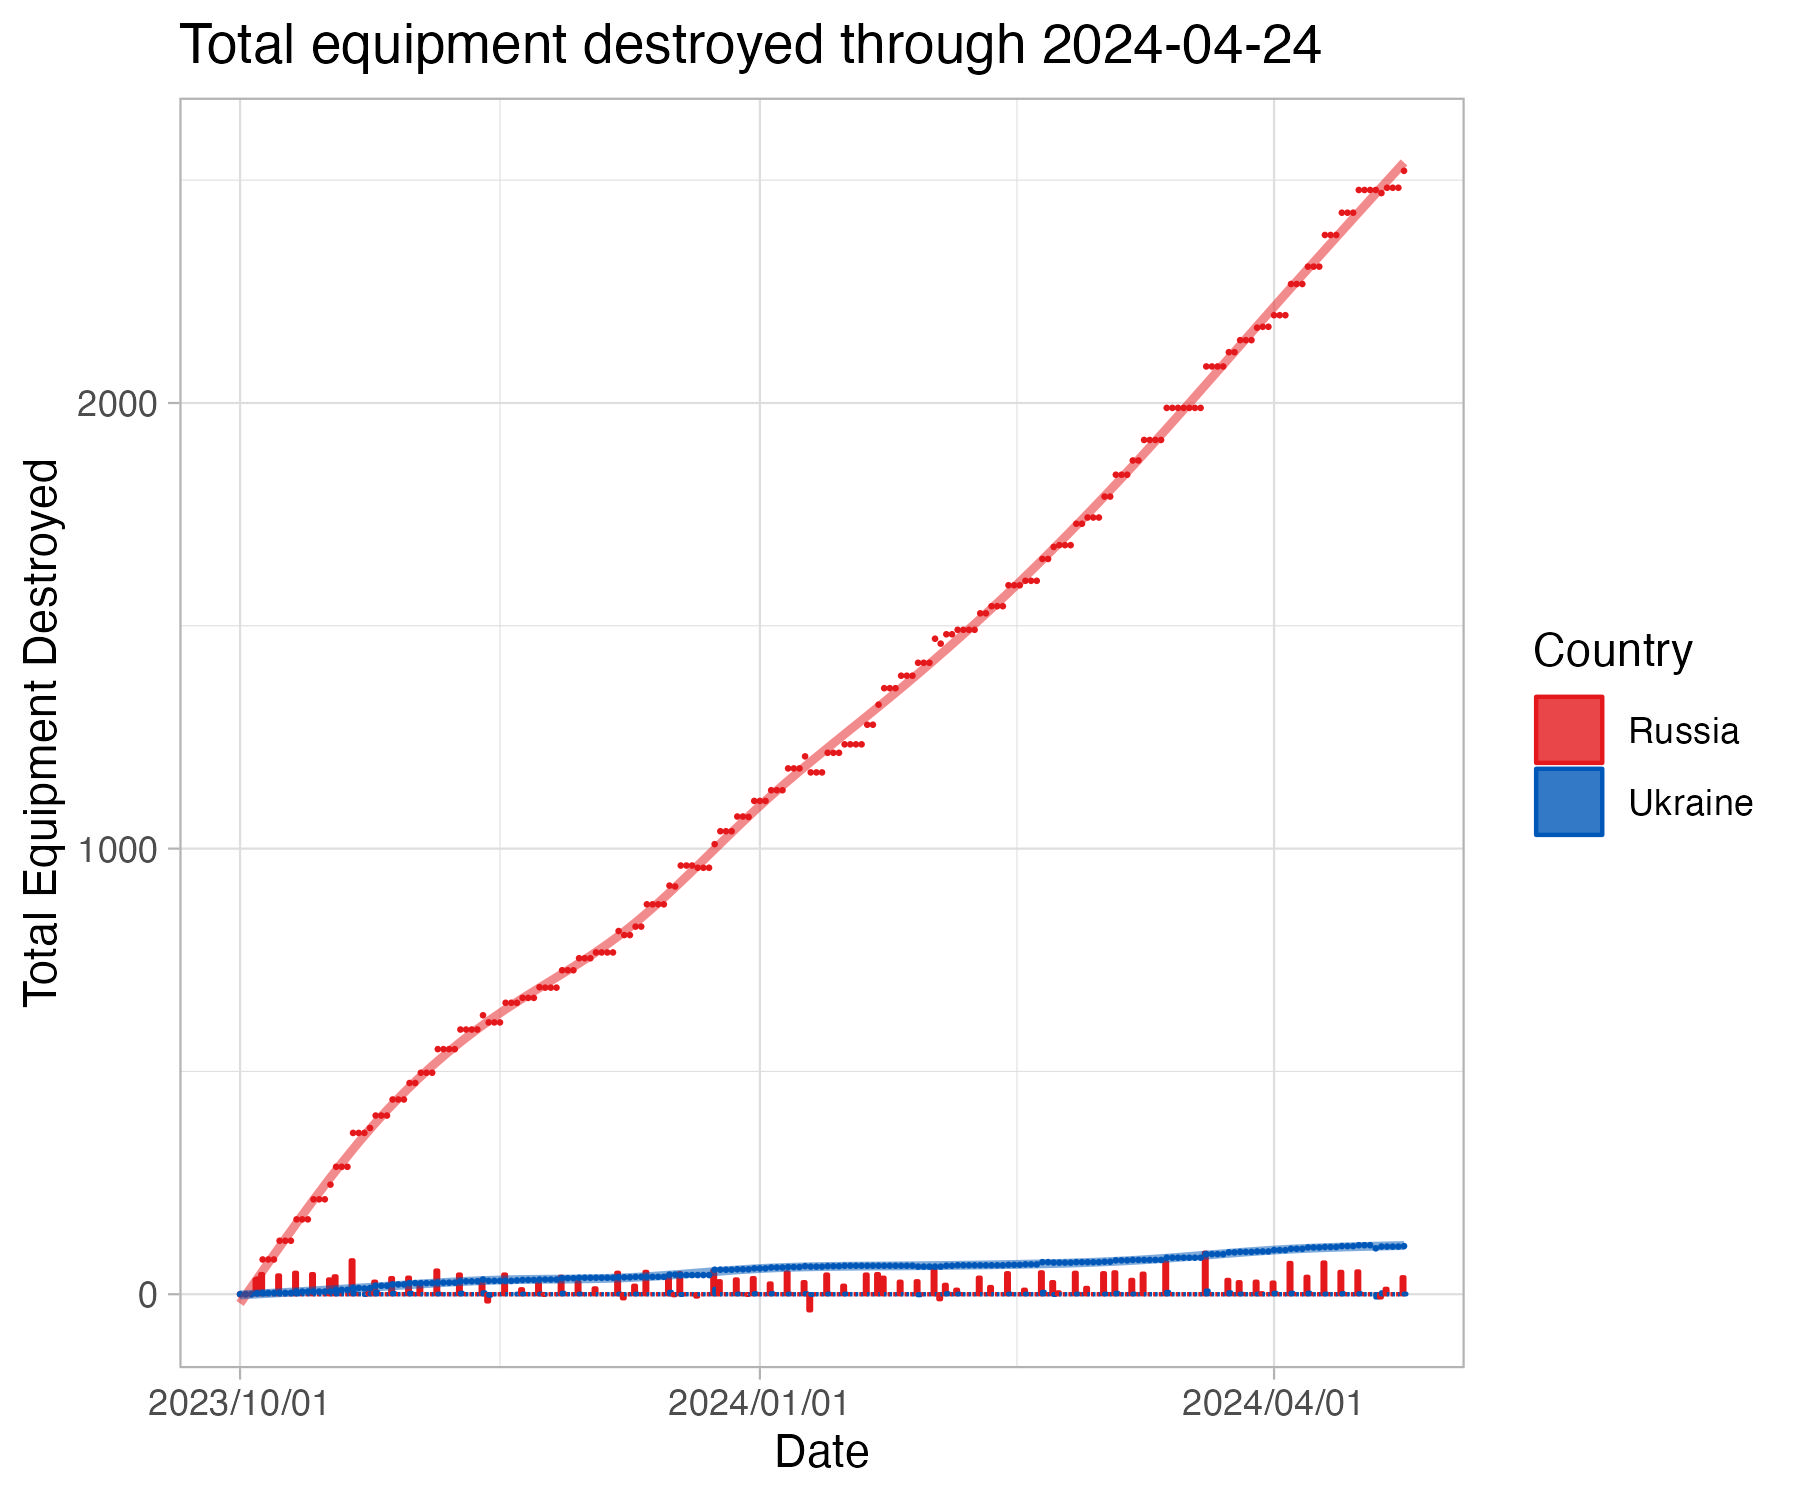 Total equipment destroyed through 2024-04-24
Total Equipment Destroyed
2000
1000
0
2023/10/01
2024/01/01
2024/04/01
Date
Country
Russia
Ukraine